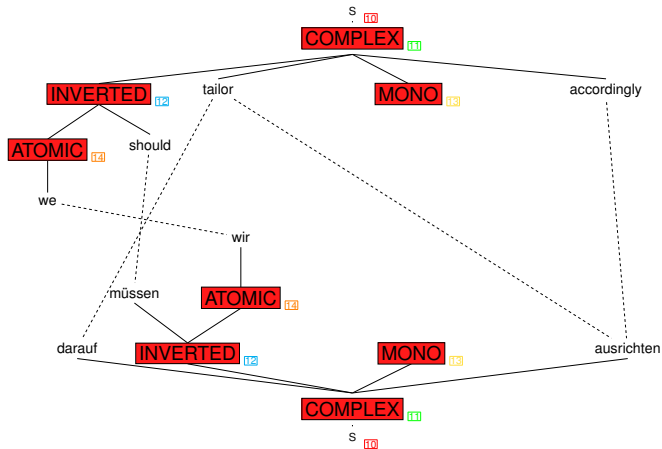 S
10
COMPLEX 11
INVERTED 12 tailor MONO 13 accordingly
ATOMIC 14 should
we
wir
müssen ATOMIC 14
darauf INVERTED 12 MONO 13 ausrichten
COMPLEX 11
S
10